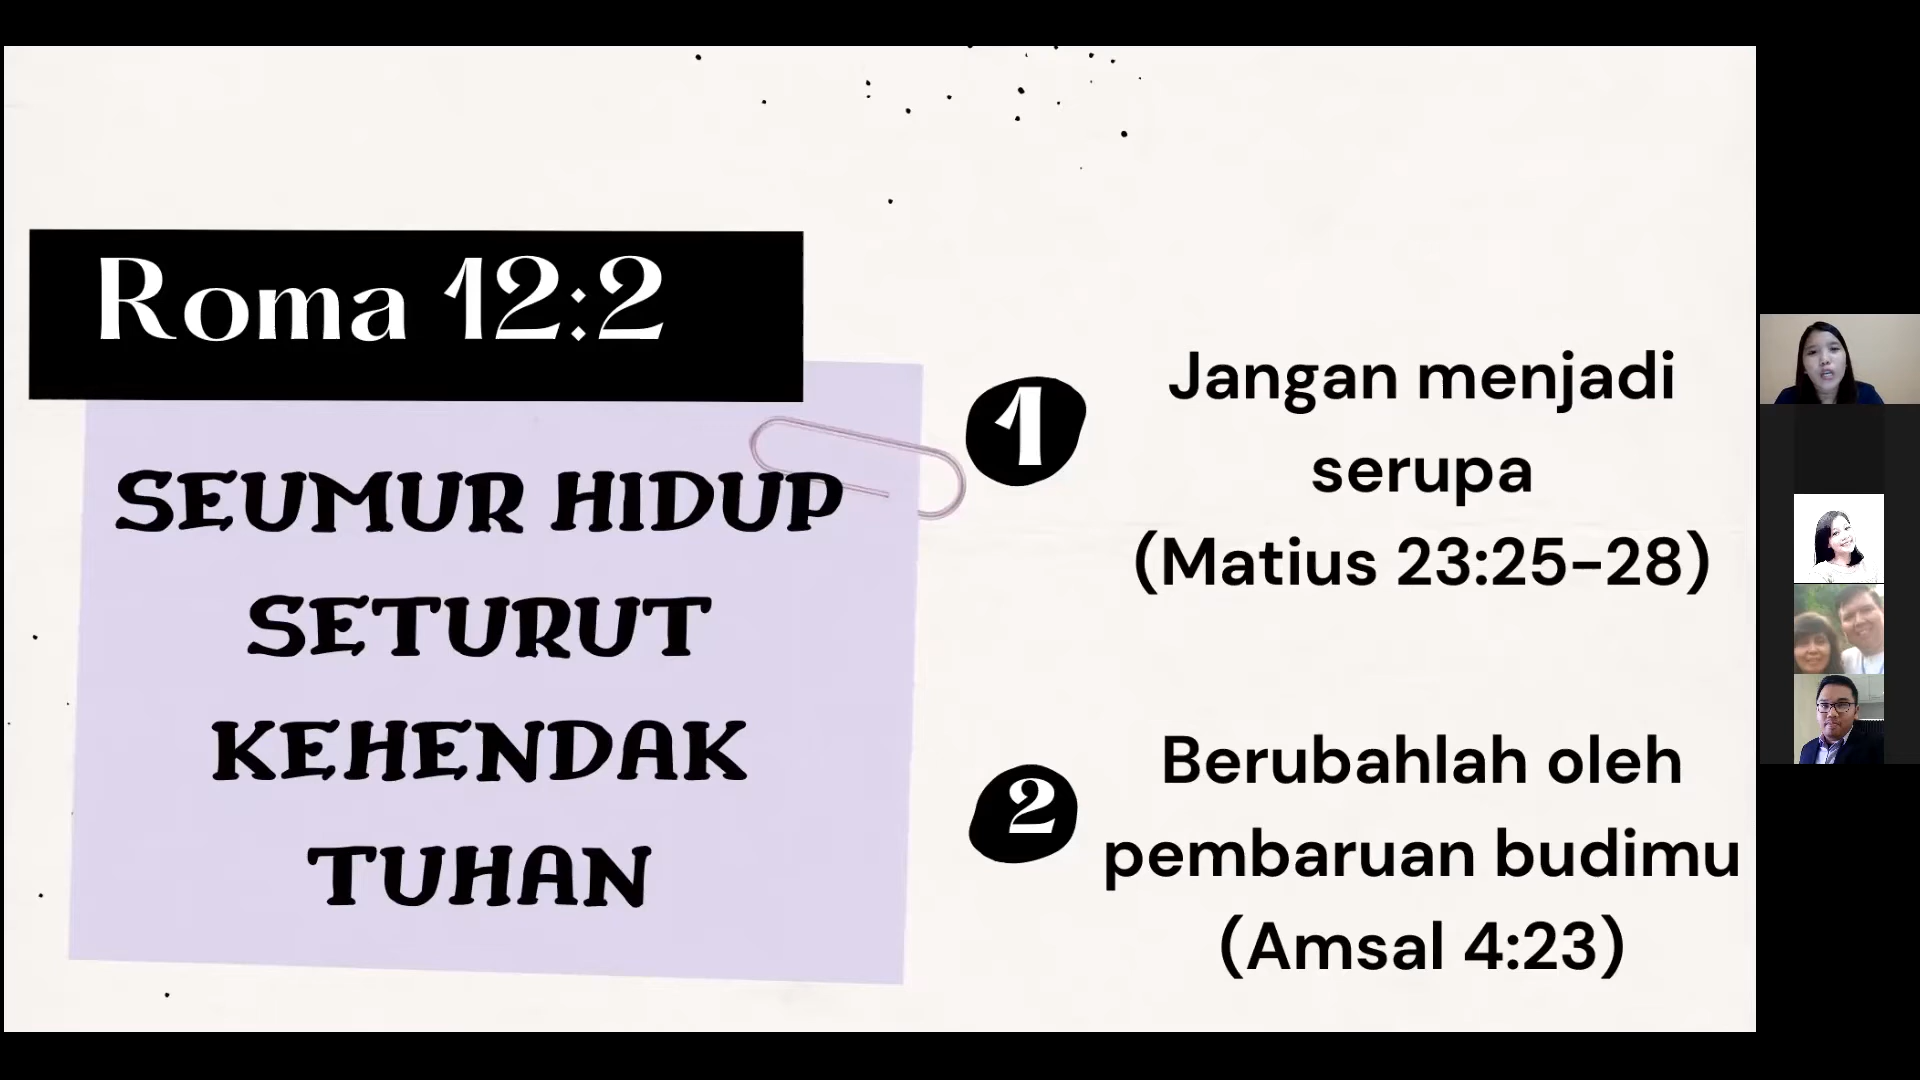 Roma 12:2
SEUMUR HIDUP
SETURUT
KEHENDAK
TUHAN
1
Jangan menjadi
serupa
(Matius 23:25-28)
2
Berubahlah oleh
pembaruan budimu
(Amsal 4:23)